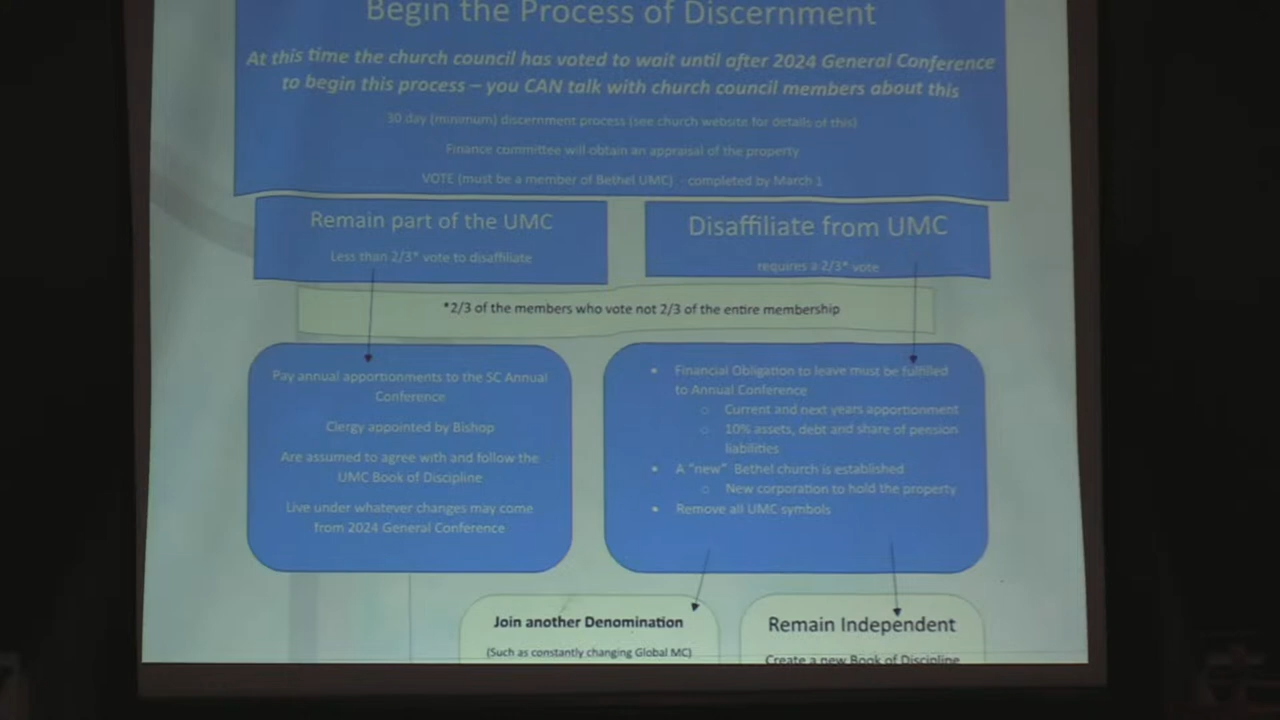 Begin the Process of Discernment
At this time the church council has voted to wait until after 2024 General Conference
to begin this process – you CAN talk with church council members about this
30 day (minimum) discernment process (see church website for details of this)
Finance committee will obtain an appraisal of the property
VOTE (must be a member of Bethel UMC) - completed by March 1
Remain part of the UMC
Less than 2/3* vote to disaffiliate
Disaffiliate from UMC
requires a 2/3* vote
*2/3 of the members who vote not 2/3 of the entire membership
Pay annual apportionments to the SC Annual
Conference
Clergy appointed by Bishop
Are assumed to agree with and follow the
UMC Book of Discipline
Live under whatever changes may come
from 2024 General Conference
• Financial Obligation to leave must be fulfilled
to Annual Conference
o Current and next years apportionment
o 10% assets, debt and share of pension
liabilities
• A "new" Bethel church is established
o New corporation to hold the property
• Remove all UMC symbols
Join another Denomination
(Such as constantly changing Global MC)
Remain Independent
Create a new Book of Discipline